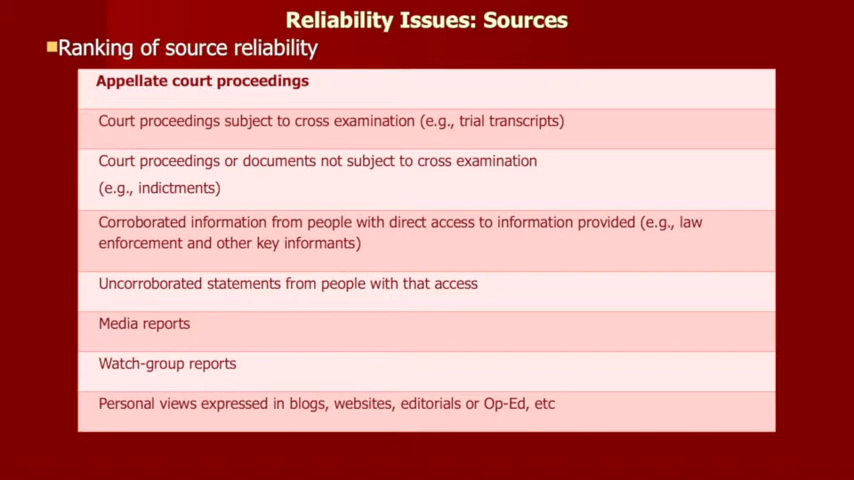 Reliability Issues: Sources
Ranking of source reliability
Appellate court proceedings
Court proceedings subject to cross examination (e.g., trial transcripts)
Court proceedings or documents not subject to cross examination
(e.g., indictments)
Corroborated information from people with direct access to information provided (e.g., law
enforcement and other key informants)
Uncorroborated statements from people with that access
Media reports
Watch-group reports
Personal views expressed in blogs, websites, editorials or Op-Ed, etc